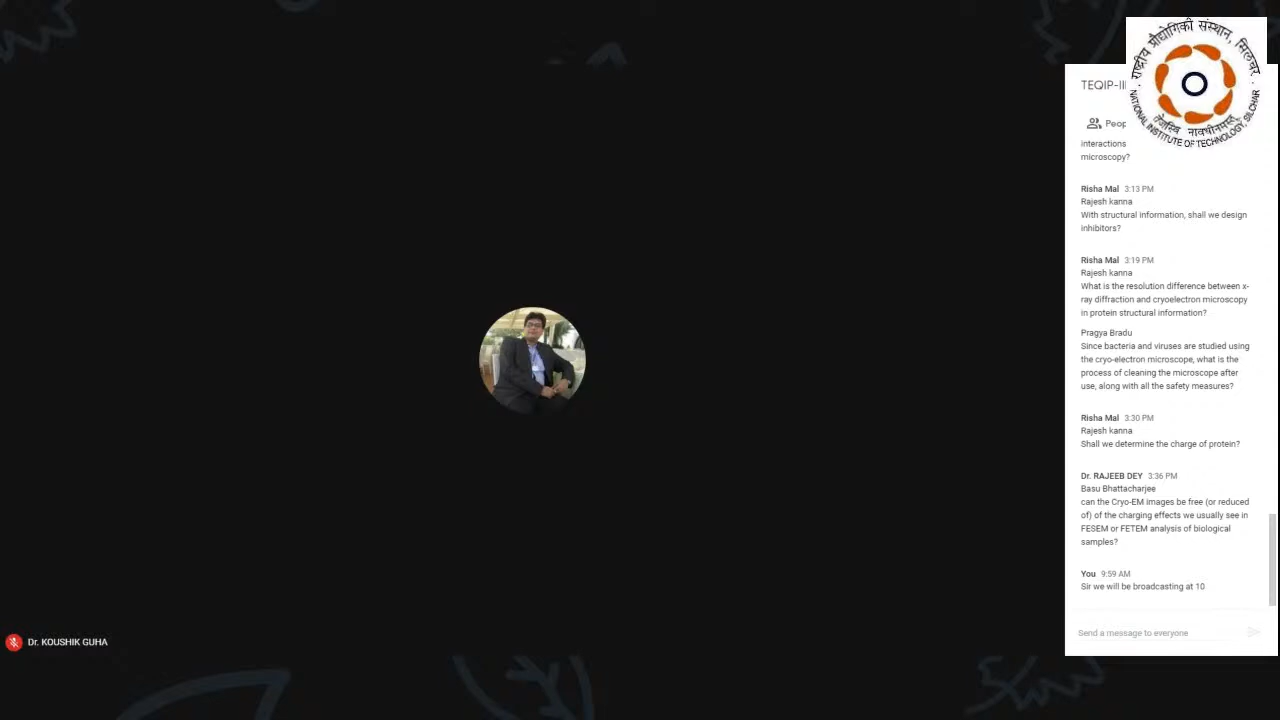 राष्ट्रीय प्रौद्योगिकी संस्थान, सिलचर
NATIONAL INSTITUTE OF TECHNOLOGY, SILCHAR
TEQIP-III
Peop
interactions
microscopy?
Risha Mal 3:13 PM
Rajesh kanna
With structural information, shall we design
inhibitors?
Risha Mal 3:19 PM
Rajesh kanna
What is the resolution difference between x-
ray diffraction and cryoelectron microscopy
in protein structural information?
Pragya Bradu
Since bacteria and viruses are studied using
the cryo-electron microscope, what is the
process of cleaning the microscope after
use, along with all the safety measures?
Risha Mal 3:30 PM
Rajesh kanna
Shall we determine the charge of protein?
Dr. RAJEEB DEY 3:36 PM
Basu Bhattacharjee
can the Cryo-EM images be free (or reduced
of) of the charging effects we usually see in
FESEM or FETEM analysis of biological
samples?
You 9:59 AM
Sir we will be broadcasting at 10
Send a message to everyone
Dr. KOUSHIK GUHA